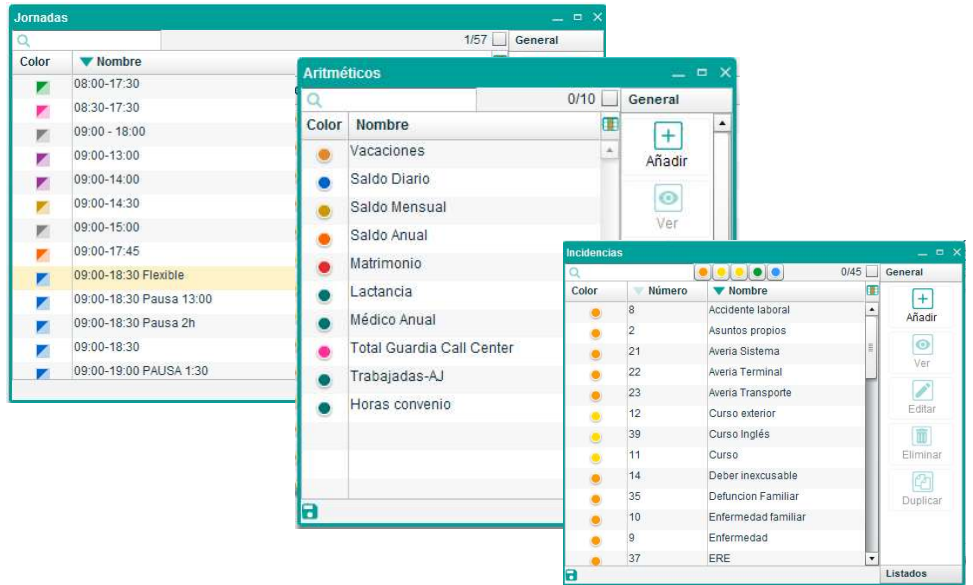 Jornadas
1/57 General
Color Nombre
08:00-17:30
08:30-17:30
09:00 - 18:00
09:00-13:00
09:00-14:00
09:00-14:30
09:00-15:00
09:00-17:45
09:00-18:30 Flexible
09:00-18:30 Pausa 13:00
09:00-18:30 Pausa 2h
09:00-18:30
09:00-19:00 PAUSA 1:30
Aritméticos
0/10 General
Color Nombre
Vacaciones
Saldo Diario
Saldo Mensual
Saldo Anual
Matrimonio
Lactancia
Médico Anual
Total Guardia Call Center
Trabajadas-AJ
Horas convenio
Añadir
Ver
Incidencias
0/45 General
Color Número Nombre
8 Accidente laboral
2 Asuntos propios
21 Averia Sistema
22 Averia Terminal
23 Averia Transporte
12 Curso exterior
39 Curso Inglés
11 Curso
14 Deber inexcusable
35 Defuncion Familiar
10 Enfermedad familiar
9 Enfermedad
37 ERE
Añadir
Ver
Editar
Eliminar
Duplicar
Listados